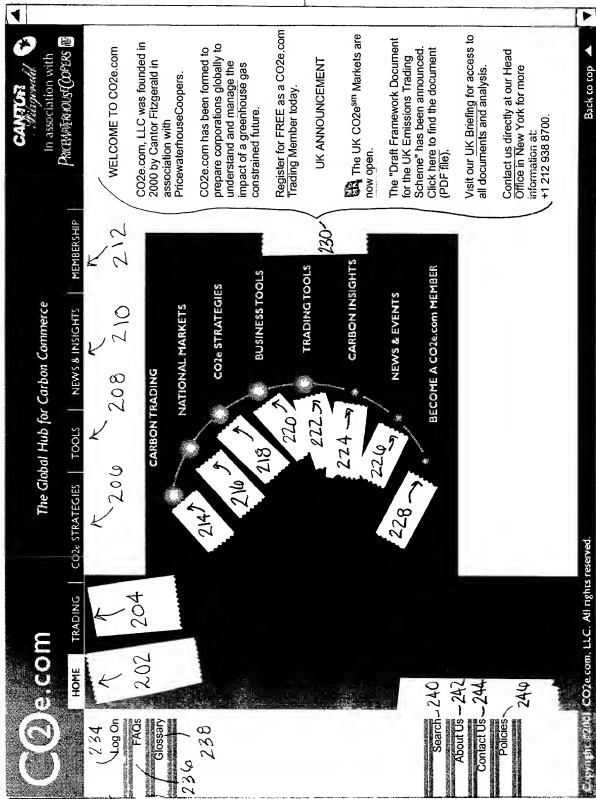 CO2e.com
The Global Hub for Carbon Commerce
CANTOR
Fitzgerald
In association with
PRICEWATERHOUSECOOPERS
HOME
TRADING
CO2e STRATEGIES
TOOLS
NEWS & INSIGHTS
MEMBERSHIP
202
204
206
208
210
212
234
Log On
FAQs
Glossary
236
238
Search - 240
About Us - 242
Contact Us - 244
Policies - 246
CARBON TRADING
NATIONAL MARKETS
CO2e STRATEGIES
BUSINESS TOOLS
TRADING TOOLS
CARBON INSIGHTS
NEWS & EVENTS
BECOME A CO2e.com MEMBER
214
216
218
220
222
224
226
228
230
WELCOME TO CO2e.com
CO2e.com, LLC was founded in
2000 by Cantor Fitzgerald in
association with
PricewaterhouseCoopers.
CO2e.com has been formed to
prepare corporations globally to
understand and manage the
impact of a greenhouse gas
constrained future.
Register for FREE as a CO2e.com
Trading Member today.
UK ANNOUNCEMENT
The UK CO2e℠ Markets are
now open.
The "Draft Framework Document
for the UK Emissions Trading
Scheme" has been announced.
Click here to find the document
(PDF file).
Visit our UK Briefing for access to
all documents and analysis.
Contact us directly at our Head
Office in New York for more
information at:
+1 212 938 8700.
Copyright ©2001, CO2e.com, LLC. All rights reserved.
Back to top